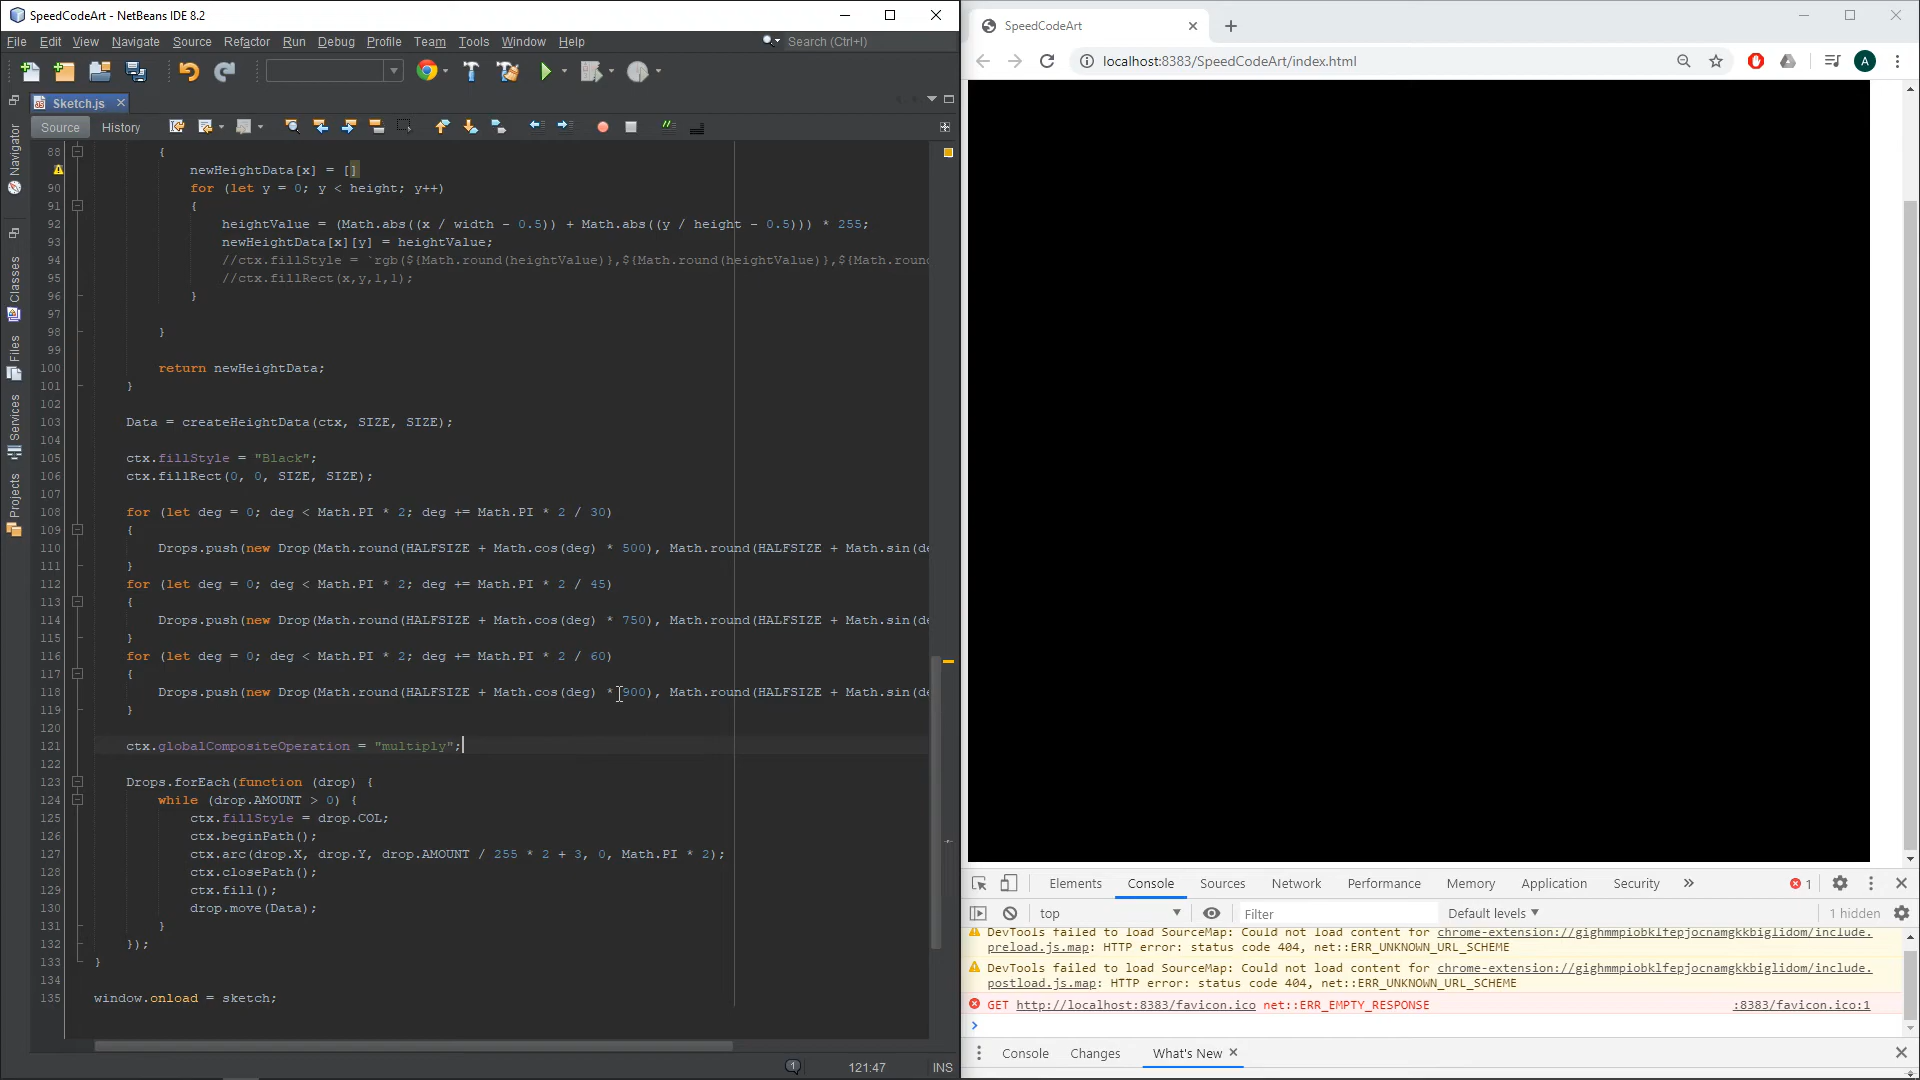 SpeedCodeArt - NetBeans IDE 8.2
File Edit View Navigate Source Refactor Run Debug Profile Team Tools Window Help
Search (Ctrl+I)
Sketch.js
Source History
Navigator
Classes
Files
Services
Projects
88 {
newHeightData[x] = []
90 for (let y = 0; y < height; y++)
91 {
92 heightValue = (Math.abs((x / width - 0.5)) + Math.abs((y / height - 0.5))) * 255;
93 newHeightData[x][y] = heightValue;
94 //ctx.fillStyle = `rgb(${Math.round(heightValue)},${Math.round(heightValue)},${Math.roun
95 //ctx.fillRect(x,y,1,1);
96 }
97
98 }
99
100 return newHeightData;
101 }
102
103 Data = createHeightData(ctx, SIZE, SIZE);
104
105 ctx.fillStyle = "Black";
106 ctx.fillRect(0, 0, SIZE, SIZE);
107
108 for (let deg = 0; deg < Math.PI * 2; deg += Math.PI * 2 / 30)
109 {
110 Drops.push(new Drop(Math.round(HALFSIZE + Math.cos(deg) * 500), Math.round(HALFSIZE + Math.sin(de
111 }
112 for (let deg = 0; deg < Math.PI * 2; deg += Math.PI * 2 / 45)
113 {
114 Drops.push(new Drop(Math.round(HALFSIZE + Math.cos(deg) * 750), Math.round(HALFSIZE + Math.sin(de
115 }
116 for (let deg = 0; deg < Math.PI * 2; deg += Math.PI * 2 / 60)
117 {
118 Drops.push(new Drop(Math.round(HALFSIZE + Math.cos(deg) * 900), Math.round(HALFSIZE + Math.sin(de
119 }
120
121 ctx.globalCompositeOperation = "multiply";
122
123 Drops.forEach(function (drop) {
124 while (drop.AMOUNT > 0) {
125 ctx.fillStyle = drop.COL;
126 ctx.beginPath();
127 ctx.arc(drop.X, drop.Y, drop.AMOUNT / 255 * 2 + 3, 0, Math.PI * 2);
128 ctx.closePath();
129 ctx.fill();
130 drop.move(Data);
131 }
132 });
133 }
134
135 window.onload = sketch;
1 121:47 INS
SpeedCodeArt
localhost:8383/SpeedCodeArt/index.html
A
Elements Console Sources Network Performance Memory Application Security » 1
top Filter Default levels 1 hidden
DevTools failed to load SourceMap: Could not load content for chrome-extension://gighmmpiobklfepjocnamgkkbiglidom/include.
preload.js.map: HTTP error: status code 404, net::ERR_UNKNOWN_URL_SCHEME
DevTools failed to load SourceMap: Could not load content for chrome-extension://gighmmpiobklfepjocnamgkkbiglidom/include.
postload.js.map: HTTP error: status code 404, net::ERR_UNKNOWN_URL_SCHEME
GET http://localhost:8383/favicon.ico net::ERR_EMPTY_RESPONSE :8383/favicon.ico:1
Console Changes What's New